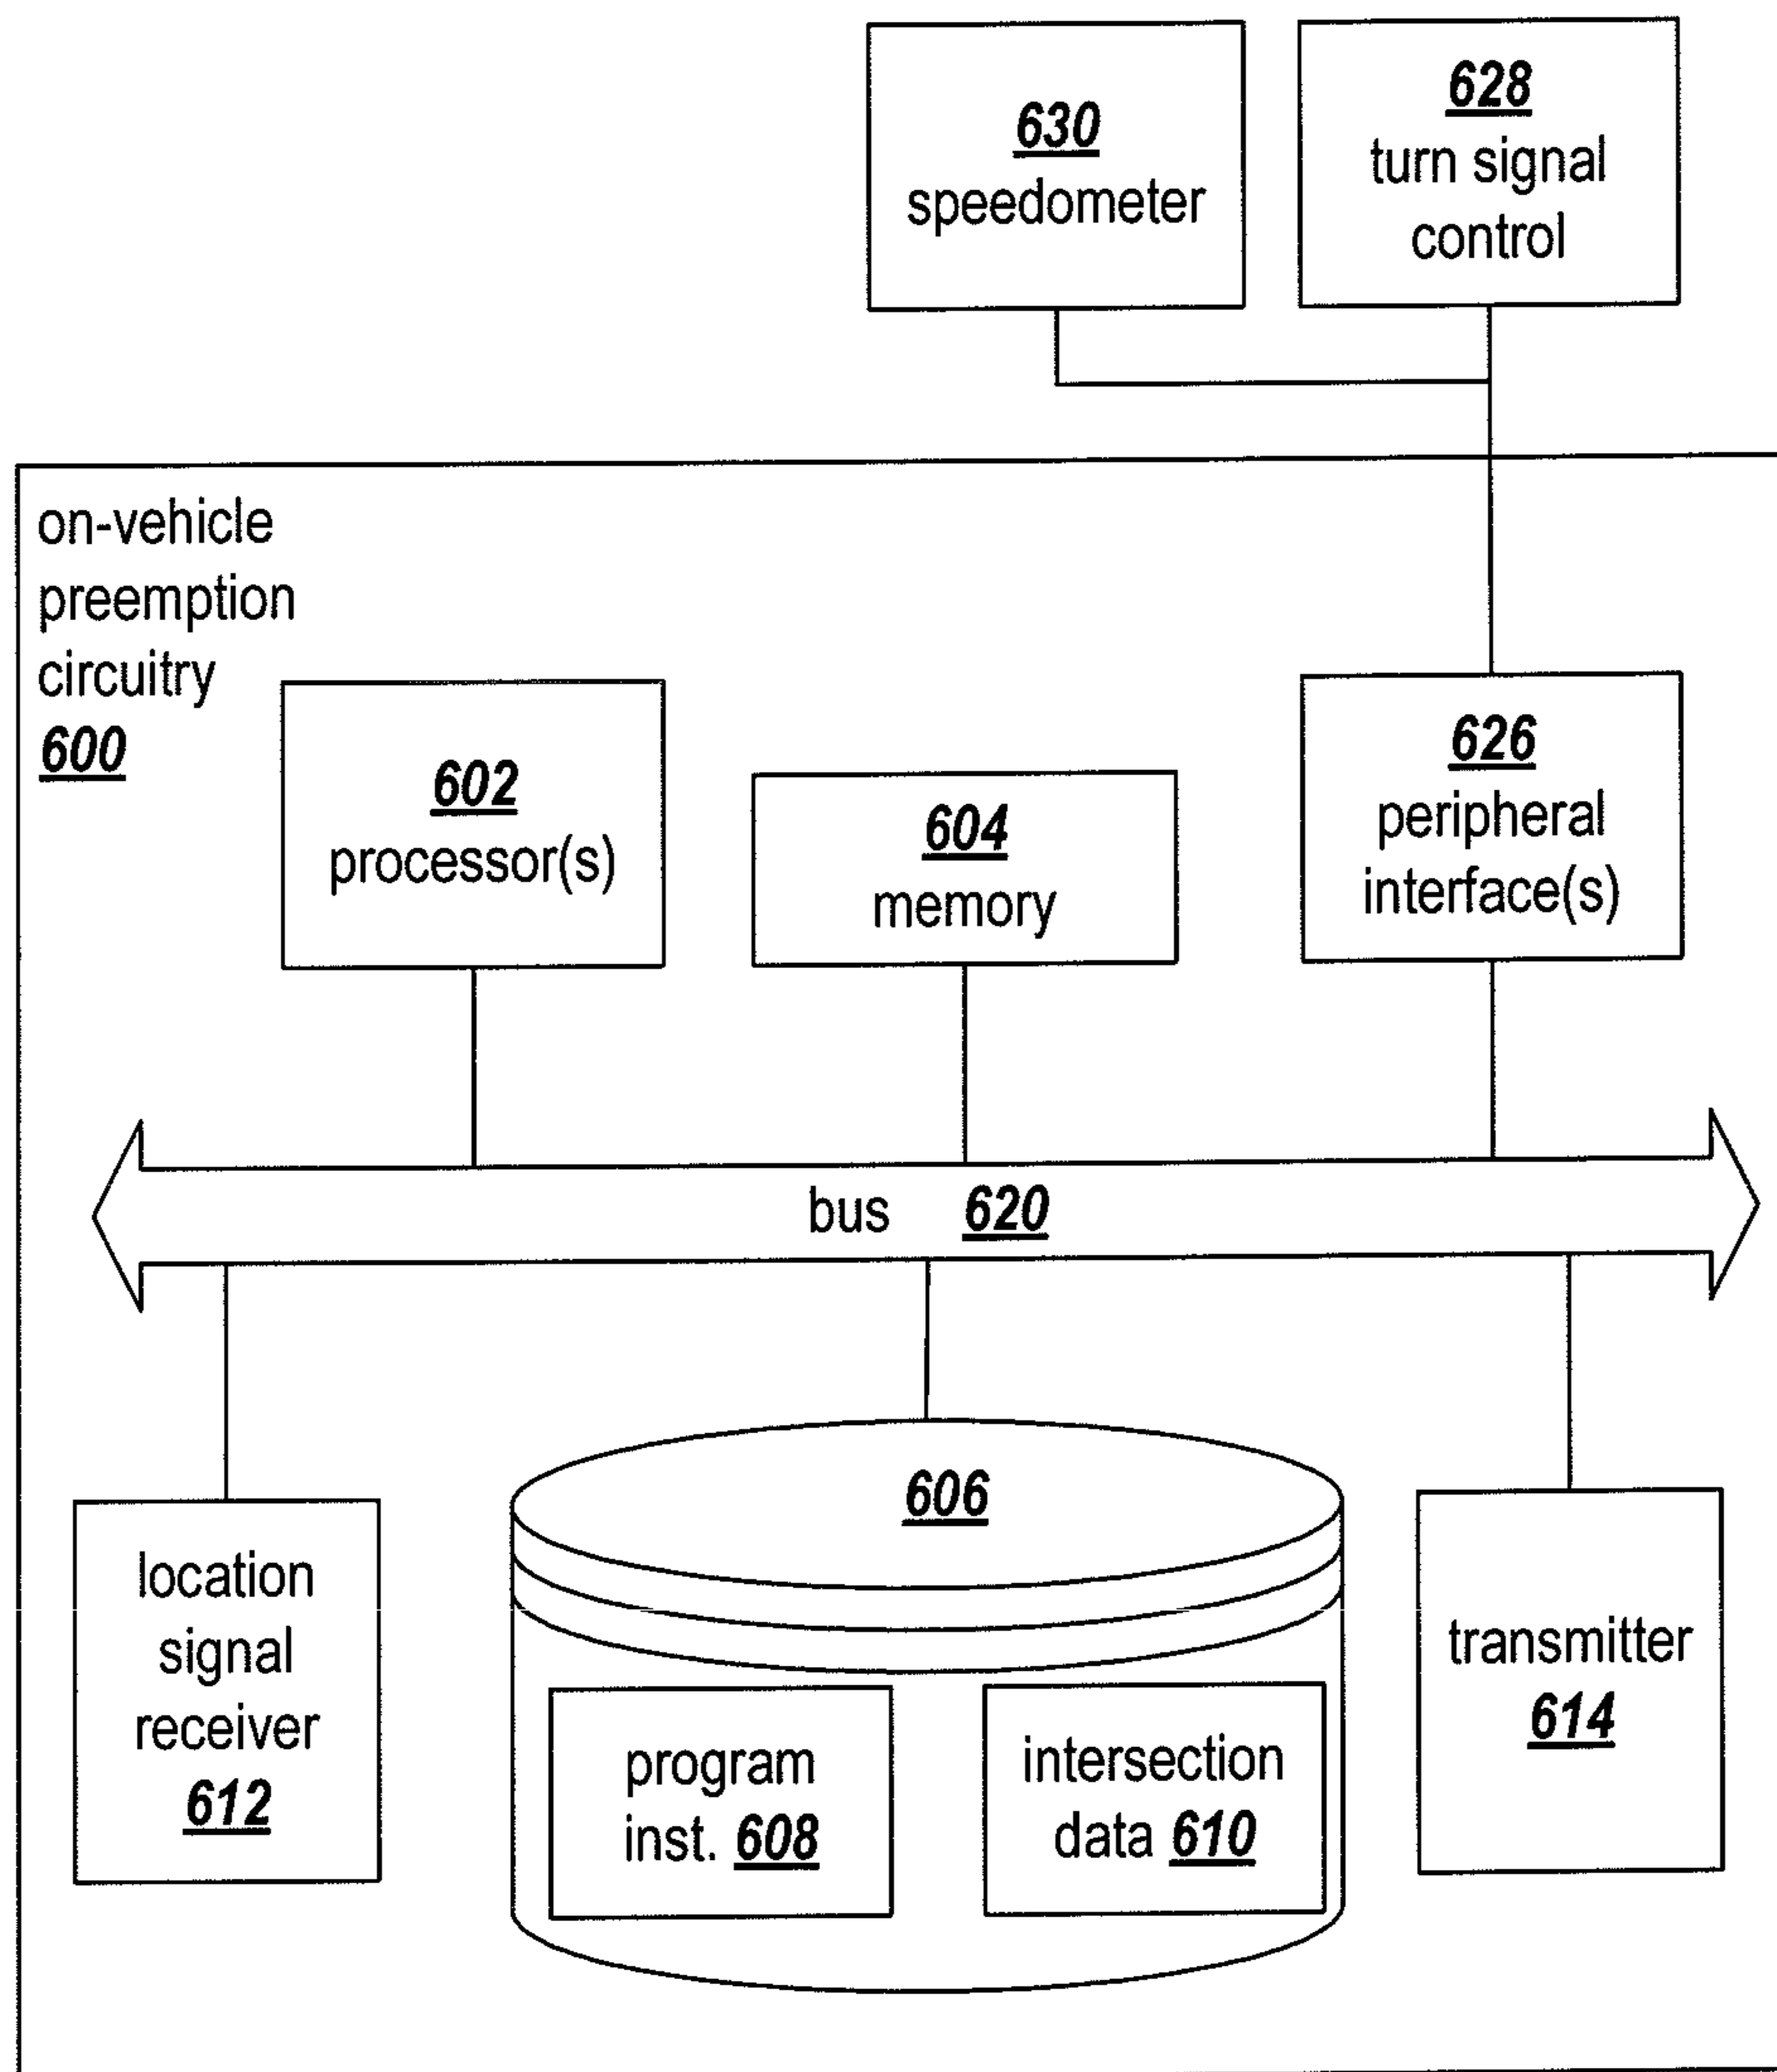 630
speedometer
628
turn signal
control
on-vehicle
preemption
circuitry
600
602
processor(s)
604
memory
626
peripheral
interface(s)
bus 620
location
signal
receiver
612
606
program
inst. 608
intersection
data 610
transmitter
614